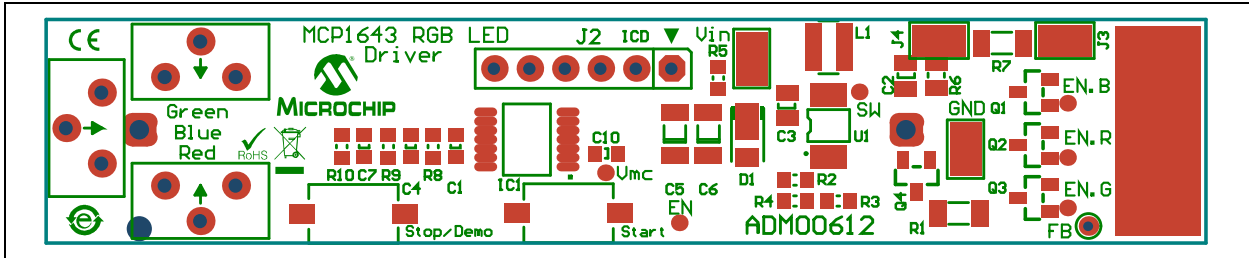 CE
MCP1643 RGB LED
Driver
MICROCHIP
Green
Blue
Red
RoHS
J2
ICD
Vin
R5
L1
J4
J3
R7
C2
R6
SW
GND
Q1
EN.B
Q2
EN.R
Q3
EN.G
C3
U1
C10
Vmc
R10
C7
R9
C4
R8
C1
IC1
C5
C6
D1
R2
R4
R3
Q4
R1
FB
EN
Stop/Demo
Start
ADM00612
e